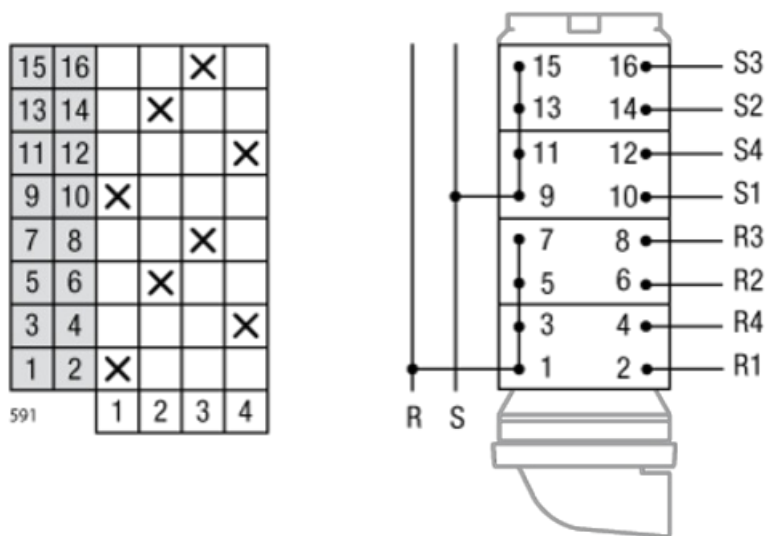 15 16 X
13 14 X
11 12 X
9 10 X
7 8 X
5 6 X
3 4 X
1 2 X
591 1 2 3 4
15 16 S3
13 14 S2
11 12 S4
9 10 S1
7 8 R3
5 6 R2
3 4 R4
1 2 R1
R S